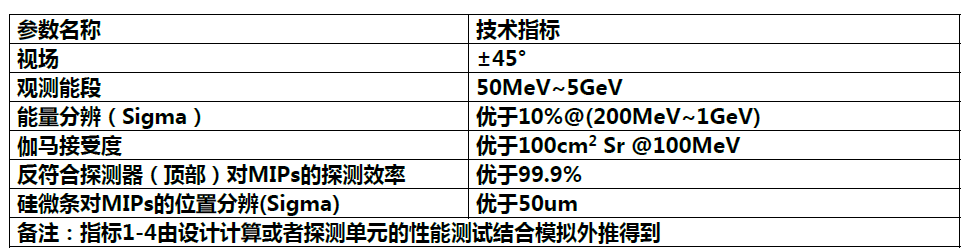 参数名称 技术指标
视场 ±45°
观测能段 50MeV~5GeV
能量分辨（Sigma） 优于10%@(200MeV~1GeV)
伽马接受度 优于100cm² Sr @100MeV
反符合探测器（顶部）对MIPs的探测效率 优于99.9%
硅微条对MIPs的位置分辨(Sigma) 优于50um
备注：指标1-4由设计计算或者探测单元的性能测试结合模拟外推得到